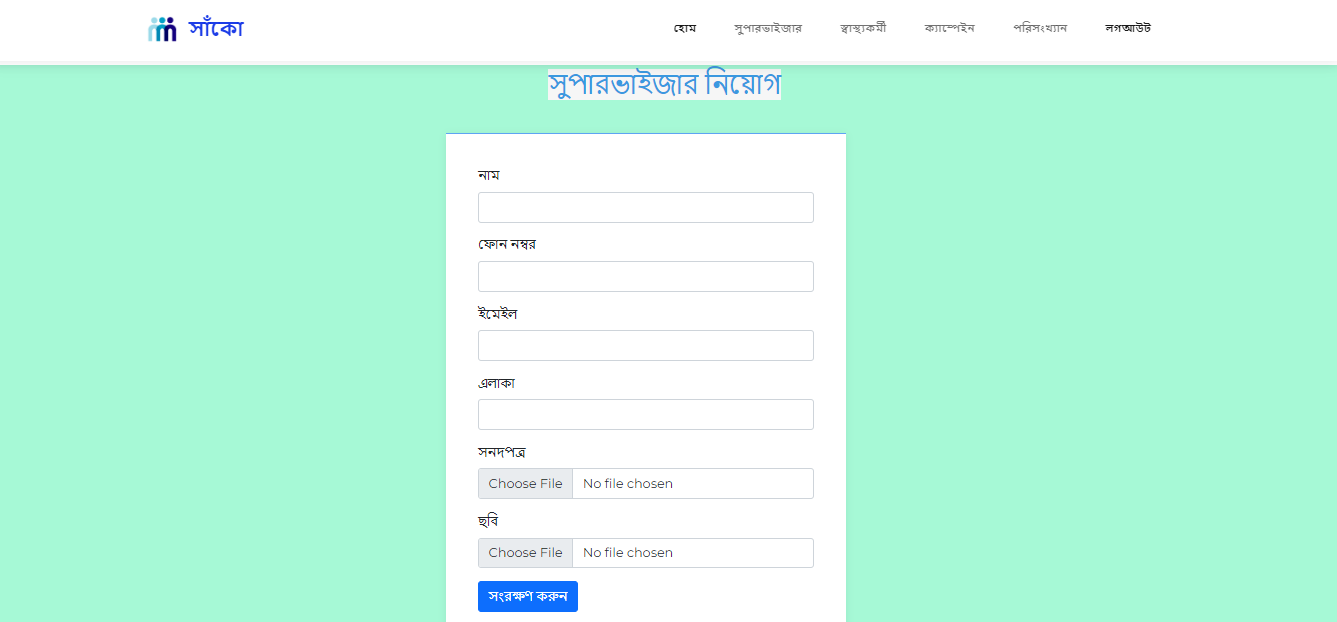 সাঁকো
হোম সুপারভাইজার স্বাস্থ্যকর্মী ক্যাম্পেইন পরিসংখ্যান লগআউট
সুপারভাইজার নিয়োগ
নাম
ফোন নম্বর
ইমেইল
এলাকা
সনদপত্র
Choose File No file chosen
ছবি
Choose File No file chosen
সংরক্ষণ করুন